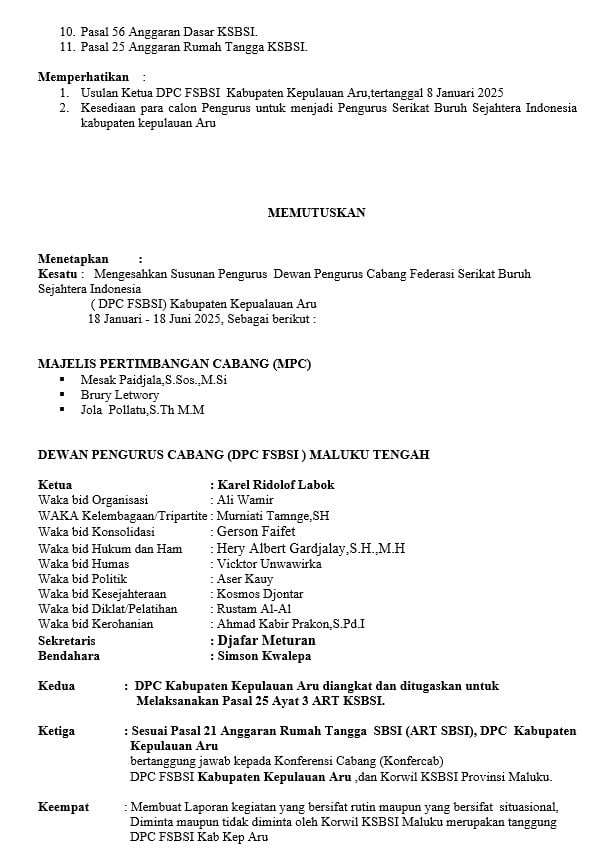 10. Pasal 56 Anggaran Dasar KSBSI.
11. Pasal 25 Anggaran Rumah Tangga KSBSI.
Memperhatikan :
1. Usulan Ketua DPC FSBSI Kabupaten Kepulauan Aru,tertanggal 8 Januari 2025
2. Kesediaan para calon Pengurus untuk menjadi Pengurus Serikat Buruh Sejahtera Indonesia
kabupaten kepulauan Aru
MEMUTUSKAN
Menetapkan :
Kesatu : Mengesahkan Susunan Pengurus Dewan Pengurus Cabang Federasi Serikat Buruh
Sejahtera Indonesia
( DPC FSBSI) Kabupaten Kepualauan Aru
18 Januari - 18 Juni 2025, Sebagai berikut :
MAJELIS PERTIMBANGAN CABANG (MPC)
▪ Mesak Paidjala,S.Sos.,M.Si
▪ Brury Letwory
▪ Jola Pollatu,S.Th M.M
DEWAN PENGURUS CABANG (DPC FSBSI ) MALUKU TENGAH
Ketua : Karel Ridolof Labok
Waka bid Organisasi : Ali Wamir
WAKA Kelembagaan/Tripartite : Murniati Tamnge,SH
Waka bid Konsolidasi : Gerson Faifet
Waka bid Hukum dan Ham : Hery Albert Gardjalay,S.H.,M.H
Waka bid Humas : Vicktor Unwawirka
Waka bid Politik : Aser Kauy
Waka bid Kesejahteraan : Kosmos Djontar
Waka bid Diklat/Pelatihan : Rustam Al-Al
Waka bid Kerohanian : Ahmad Kabir Prakon,S.Pd.I
Sekretaris : Djafar Meturan
Bendahara : Simson Kwalepa
Kedua : DPC Kabupaten Kepulauan Aru diangkat dan ditugaskan untuk
Melaksanakan Pasal 25 Ayat 3 ART KSBSI.
Ketiga : Sesuai Pasal 21 Anggaran Rumah Tangga SBSI (ART SBSI), DPC Kabupaten
Kepulauan Aru
bertanggung jawab kepada Konferensi Cabang (Konfercab)
DPC FSBSI Kabupaten Kepulauan Aru ,dan Korwil KSBSI Provinsi Maluku.
Keempat : Membuat Laporan kegiatan yang bersifat rutin maupun yang bersifat situasional,
Diminta maupun tidak diminta oleh Korwil KSBSI Maluku merupakan tanggung
DPC FSBSI Kab Kep Aru